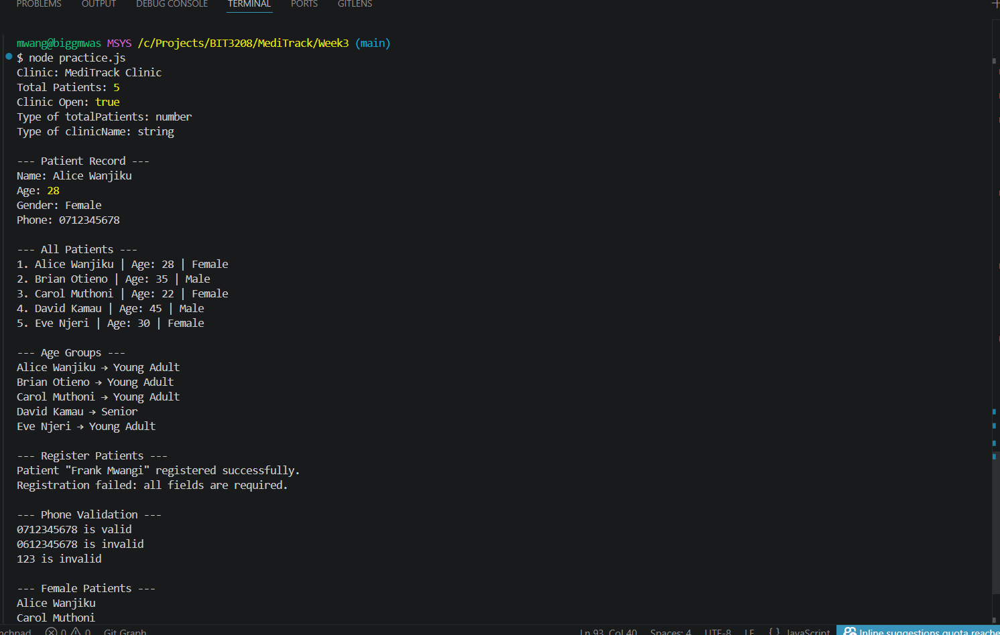 PROBLEMS OUTPUT DEBUG CONSOLE TERMINAL PORTS GITLENS
mwang@biggmwas MSYS /c/Projects/BIT3208/MediTrack/Week3 (main)
$ node practice.js
Clinic: MediTrack Clinic
Total Patients: 5
Clinic Open: true
Type of totalPatients: number
Type of clinicName: string
--- Patient Record ---
Name: Alice Wanjiku
Age: 28
Gender: Female
Phone: 0712345678
--- All Patients ---
1. Alice Wanjiku | Age: 28 | Female
2. Brian Otieno | Age: 35 | Male
3. Carol Muthoni | Age: 22 | Female
4. David Kamau | Age: 45 | Male
5. Eve Njeri | Age: 30 | Female
--- Age Groups ---
Alice Wanjiku → Young Adult
Brian Otieno → Young Adult
Carol Muthoni → Young Adult
David Kamau → Senior
Eve Njeri → Young Adult
--- Register Patients ---
Patient "Frank Mwangi" registered successfully.
Registration failed: all fields are required.
--- Phone Validation ---
0712345678 is valid
0612345678 is invalid
123 is invalid
--- Female Patients ---
Alice Wanjiku
Carol Muthoni
nchpad 0 0 Git Graph Ln 93, Col 40 Spaces: 4 UTF-8 LF { } JavaScript Inline suggestions quota reache